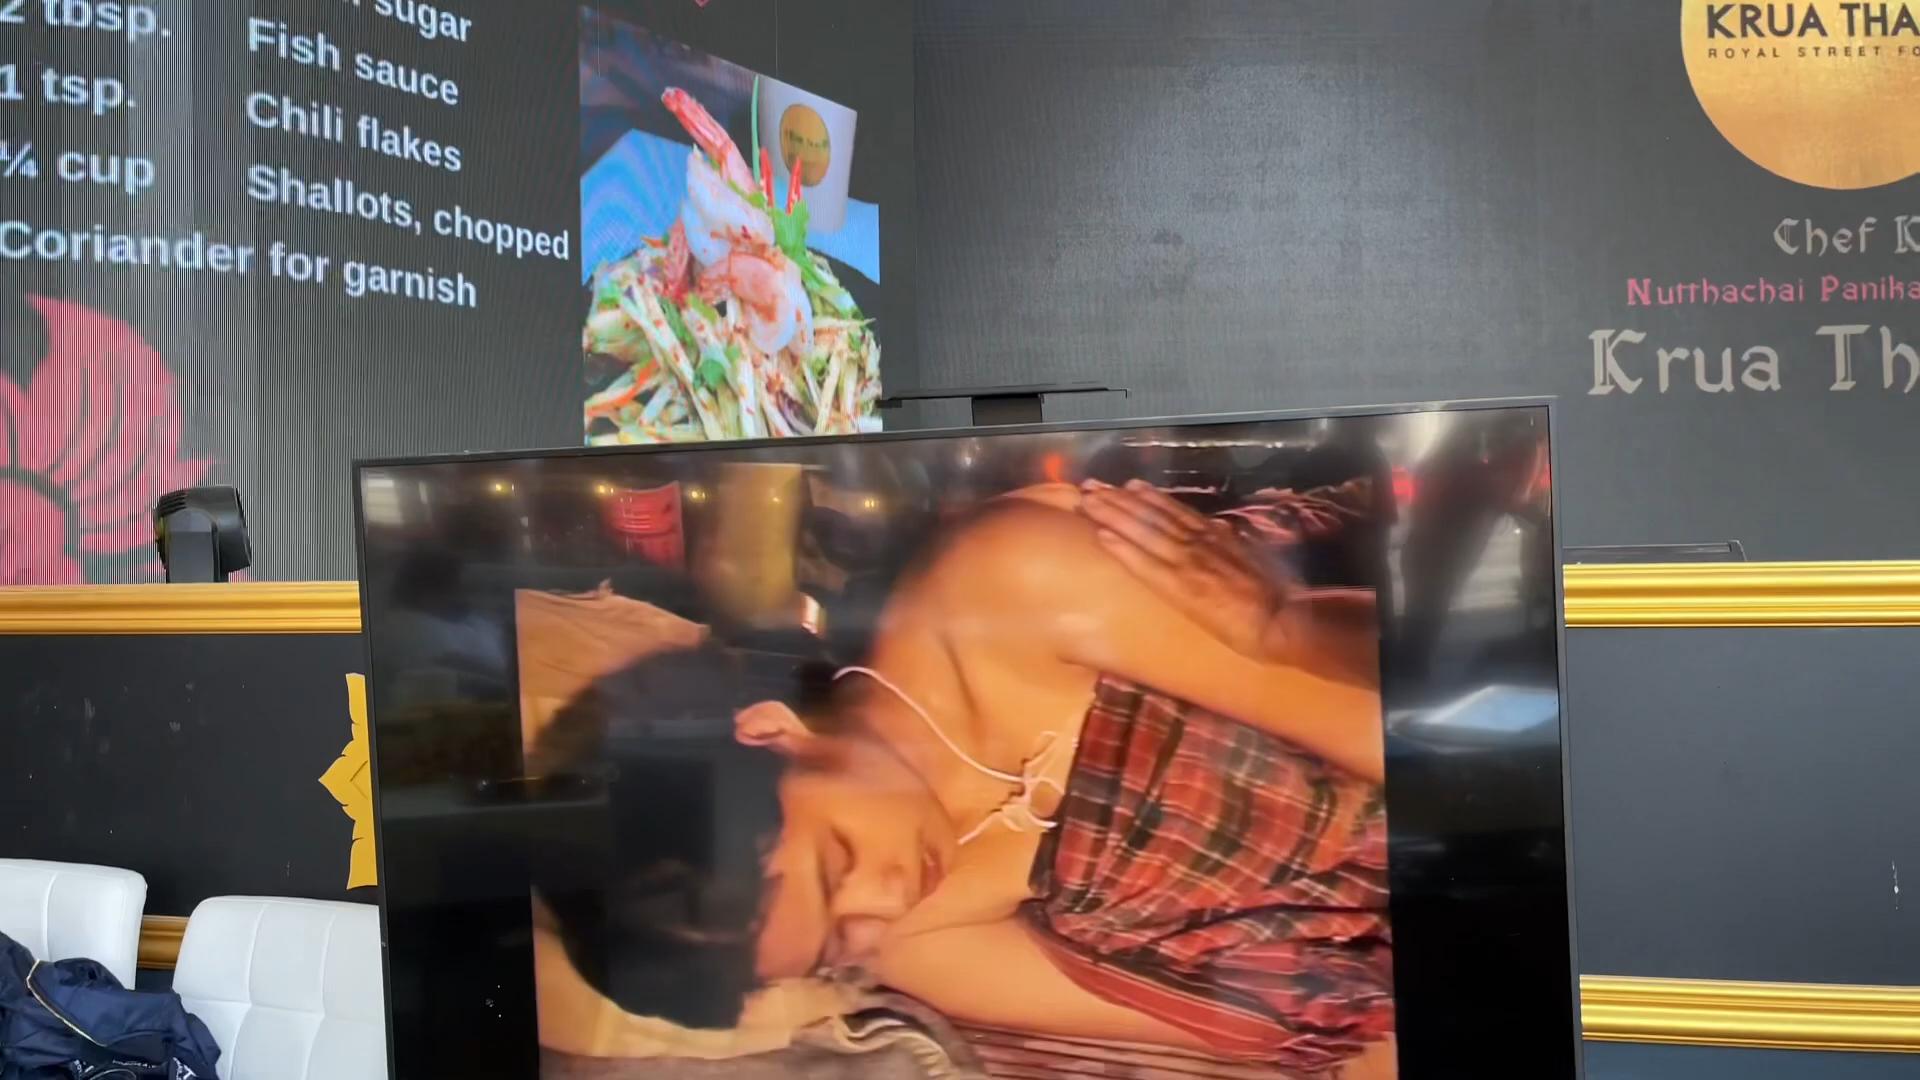 2 tbsp.
sugar
Fish sauce
1 tsp.
Chili flakes
¼ cup
Shallots, chopped
Coriander for garnish
KRUA THA
ROYAL STREET FO
Chef K
Nutthachai Panika
Krua Th